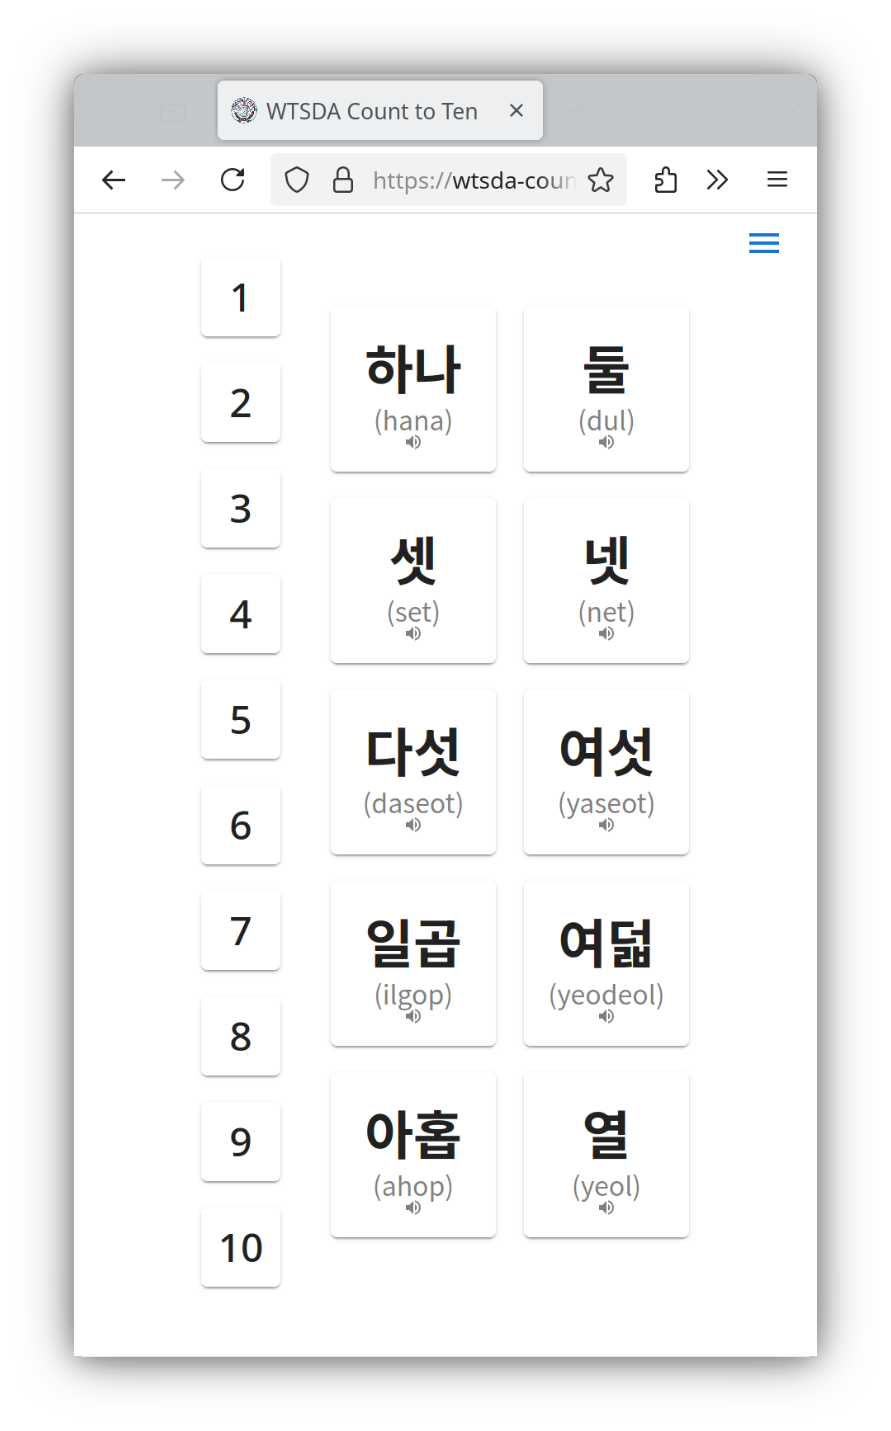 WTSDA Count to Ten
https://wtsda-coun
1
2
3
4
5
6
7
8
9
10
하나
(hana)
둘
(dul)
셋
(set)
넷
(net)
다섯
(daseot)
여섯
(yaseot)
일곱
(ilgop)
여덟
(yeodeol)
아홉
(ahop)
열
(yeol)